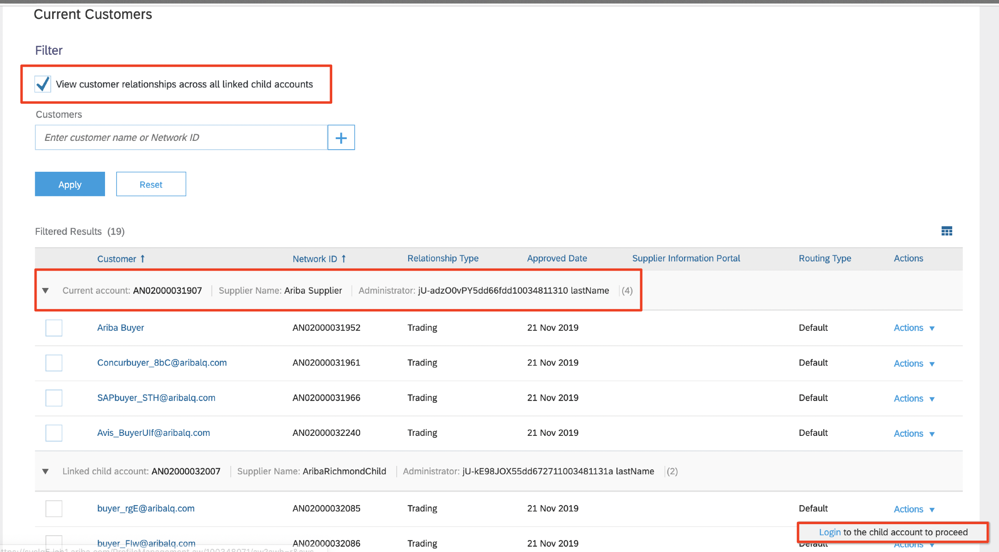 Current Customers
Filter
View customer relationships across all linked child accounts
Customers
Enter customer name or Network ID
Apply Reset
Filtered Results (19)
Customer ↑ Network ID ↑ Relationship Type Approved Date Supplier Information Portal Routing Type Actions
Current account: AN02000031907 Supplier Name: Ariba Supplier Administrator: jU-adzO0vPY5dd66fdd10034811310 lastName (4)
Ariba Buyer AN02000031952 Trading 21 Nov 2019 Default Actions
Concurbuyer_8bC@aribalq.com AN02000031961 Trading 21 Nov 2019 Default Actions
SAPbuyer_STH@aribalq.com AN02000031966 Trading 21 Nov 2019 Default Actions
Avis_BuyerUIf@aribalq.com AN02000032240 Trading 21 Nov 2019 Default Actions
Linked child account: AN02000032007 Supplier Name: AribaRichmondChild Administrator: jU-kE98JOX55dd672711003481131a lastName (2)
buyer_rgE@aribalq.com AN02000032085 Trading 21 Nov 2019 Default Actions
Login to the child account to proceed
buyer_FIw@aribalq.com AN02000032086 Trading 21 Nov 2019 Default Actions